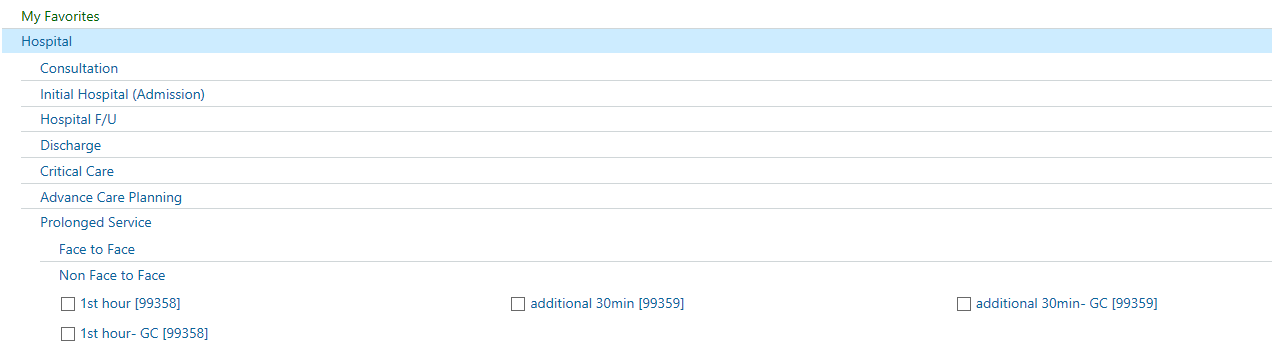 My Favorites
Hospital
Consultation
Initial Hospital (Admission)
Hospital F/U
Discharge
Critical Care
Advance Care Planning
Prolonged Service
Face to Face
Non Face to Face
1st hour [99358] additional 30min [99359] additional 30min- GC [99359]
1st hour- GC [99358]